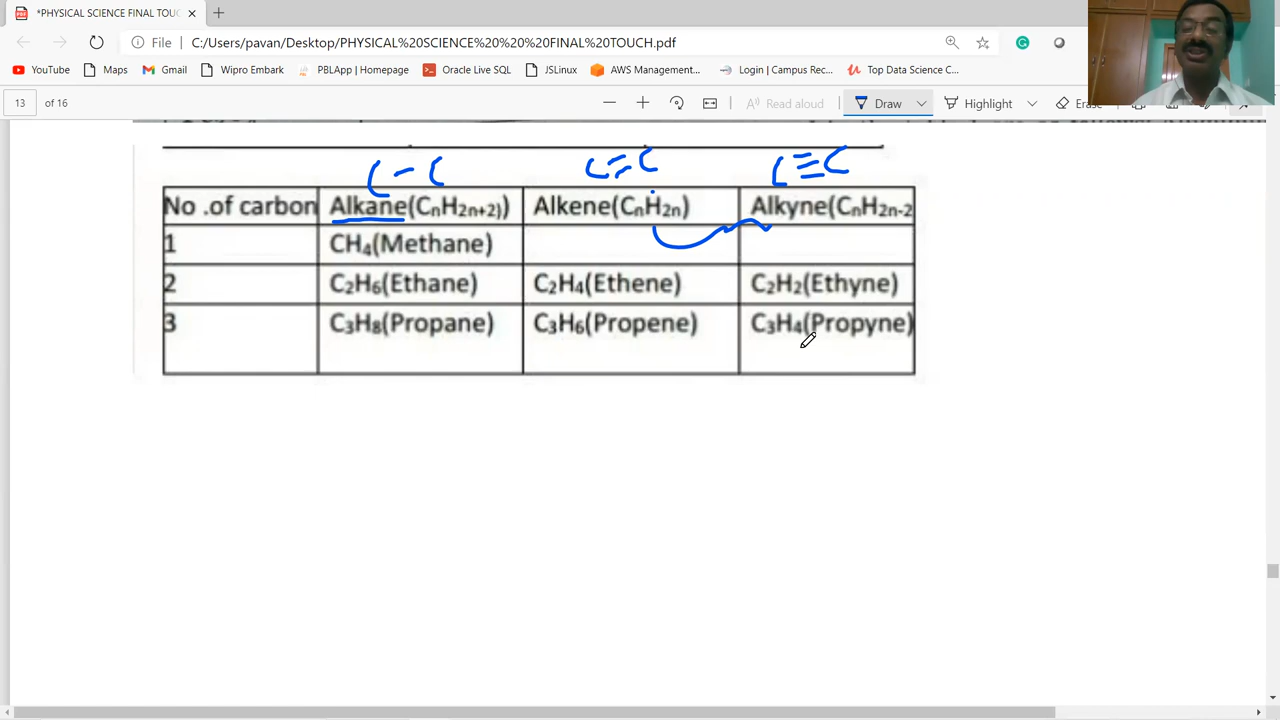 *PHYSICAL SCIENCE FINAL TOUC
File C:/Users/pavan/Desktop/PHYSICAL%20SCIENCE%20%20%20FINAL%20TOUCH.pdf
YouTube Maps Gmail Wipro Embark PBLApp | Homepage Oracle Live SQL JSLinux AWS Management... Login | Campus Rec... Top Data Science C...
13 of 16 Read aloud Draw Highlight Erase
C - C C = C C ≡ C
No .of carbon Alkane(CnH2n+2)) Alkene(CnH2n) Alkyne(CnH2n-2
1 CH4(Methane)
2 C2H6(Ethane) C2H4(Ethene) C2H2(Ethyne)
3 C3H8(Propane) C3H6(Propene) C3H4(Propyne)